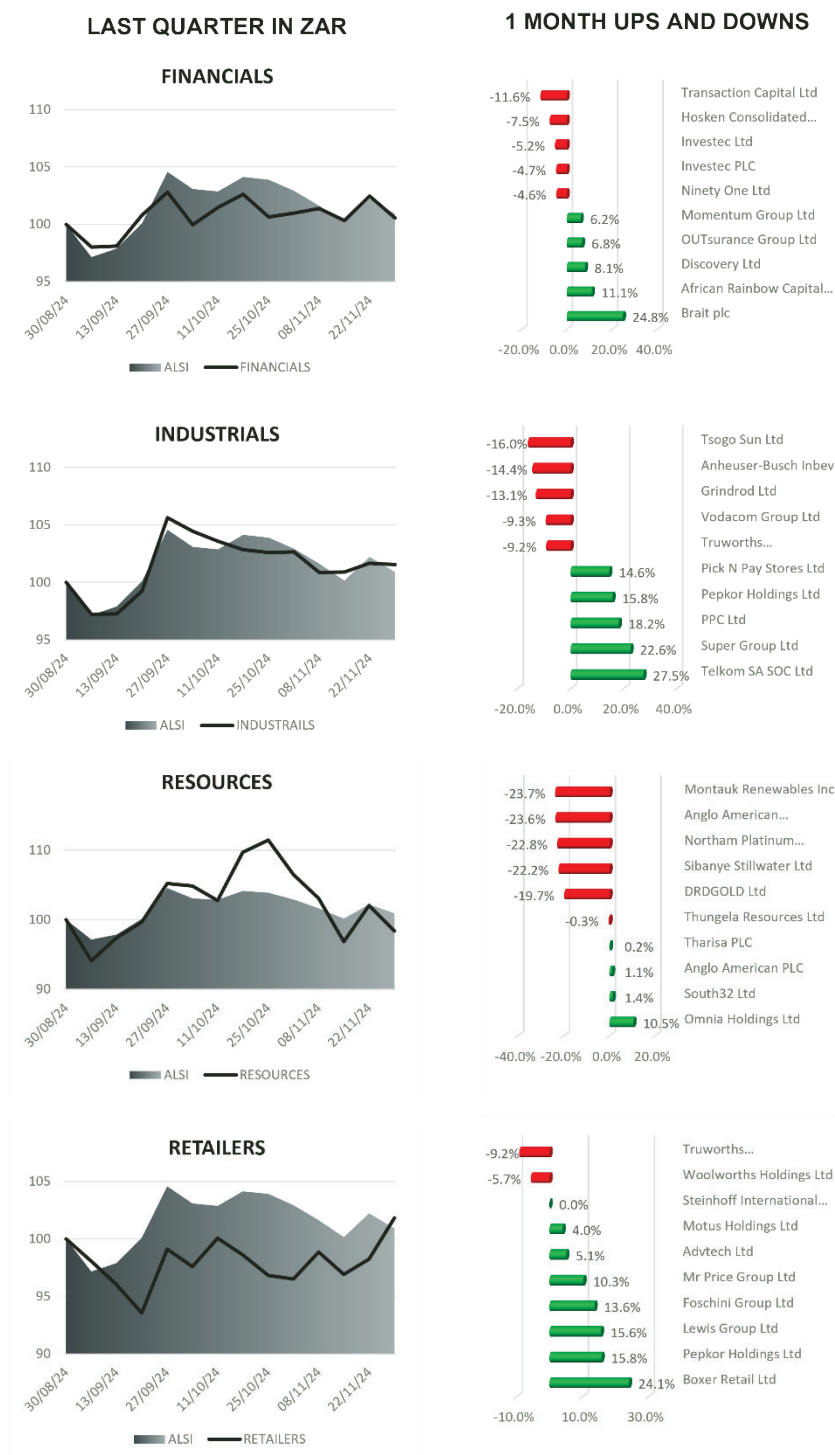 LAST QUARTER IN ZAR
1 MONTH UPS AND DOWNS
FINANCIALS
110
105
100
95
30/08/24
13/09/24
27/09/24
11/10/24
25/10/24
08/11/24
22/11/24
ALSI
FINANCIALS
-11.6% Transaction Capital Ltd
-7.5% Hosken Consolidated...
-5.2% Investec Ltd
-4.7% Investec PLC
-4.6% Ninety One Ltd
6.2% Momentum Group Ltd
6.8% OUTsurance Group Ltd
8.1% Discovery Ltd
11.1% African Rainbow Capital...
24.8% Brait plc
-20.0% 0.0% 20.0% 40.0%
INDUSTRIALS
110
105
100
95
30/08/24
13/09/24
27/09/24
11/10/24
25/10/24
08/11/24
22/11/24
ALSI
INDUSTRAILS
-16.0% Tsogo Sun Ltd
-14.4% Anheuser-Busch Inbev
-13.1% Grindrod Ltd
-9.3% Vodacom Group Ltd
-9.2% Truworths...
14.6% Pick N Pay Stores Ltd
15.8% Pepkor Holdings Ltd
18.2% PPC Ltd
22.6% Super Group Ltd
27.5% Telkom SA SOC Ltd
-20.0% 0.0% 20.0% 40.0%
RESOURCES
110
100
90
30/08/24
13/09/24
27/09/24
11/10/24
25/10/24
08/11/24
22/11/24
ALSI
RESOURCES
-23.7% Montauk Renewables Inc
-23.6% Anglo American...
-22.8% Northam Platinum...
-22.2% Sibanye Stillwater Ltd
-19.7% DRDGOLD Ltd
-0.3% Thungela Resources Ltd
0.2% Tharisa PLC
1.1% Anglo American PLC
1.4% South32 Ltd
10.5% Omnia Holdings Ltd
-40.0% -20.0% 0.0% 20.0%
RETAILERS
105
100
95
90
30/08/24
13/09/24
27/09/24
11/10/24
25/10/24
08/11/24
22/11/24
ALSI
RETAILERS
-9.2% Truworths...
-5.7% Woolworths Holdings Ltd
0.0% Steinhoff International...
4.0% Motus Holdings Ltd
5.1% Advtech Ltd
10.3% Mr Price Group Ltd
13.6% Foschini Group Ltd
15.6% Lewis Group Ltd
15.8% Pepkor Holdings Ltd
24.1% Boxer Retail Ltd
-10.0% 10.0% 30.0%